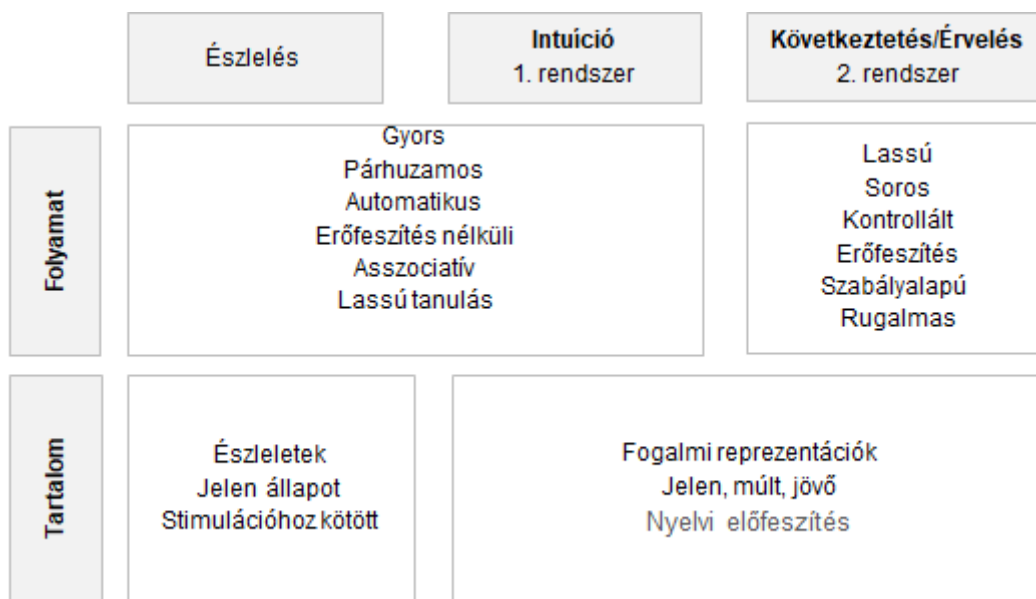 Észlelés
Intuíció
1. rendszer
Következtetés/Érvelés
2. rendszer
Folyamat
Gyors
Párhuzamos
Automatikus
Erőfeszítés nélküli
Asszociatív
Lassú tanulás
Lassú
Soros
Kontrollált
Erőfeszítés
Szabályalapú
Rugalmas
Tartalom
Észleletek
Jelen állapot
Stimulációhoz kötött
Fogalmi reprezentációk
Jelen, múlt, jövő
Nyelvi előfeszítés